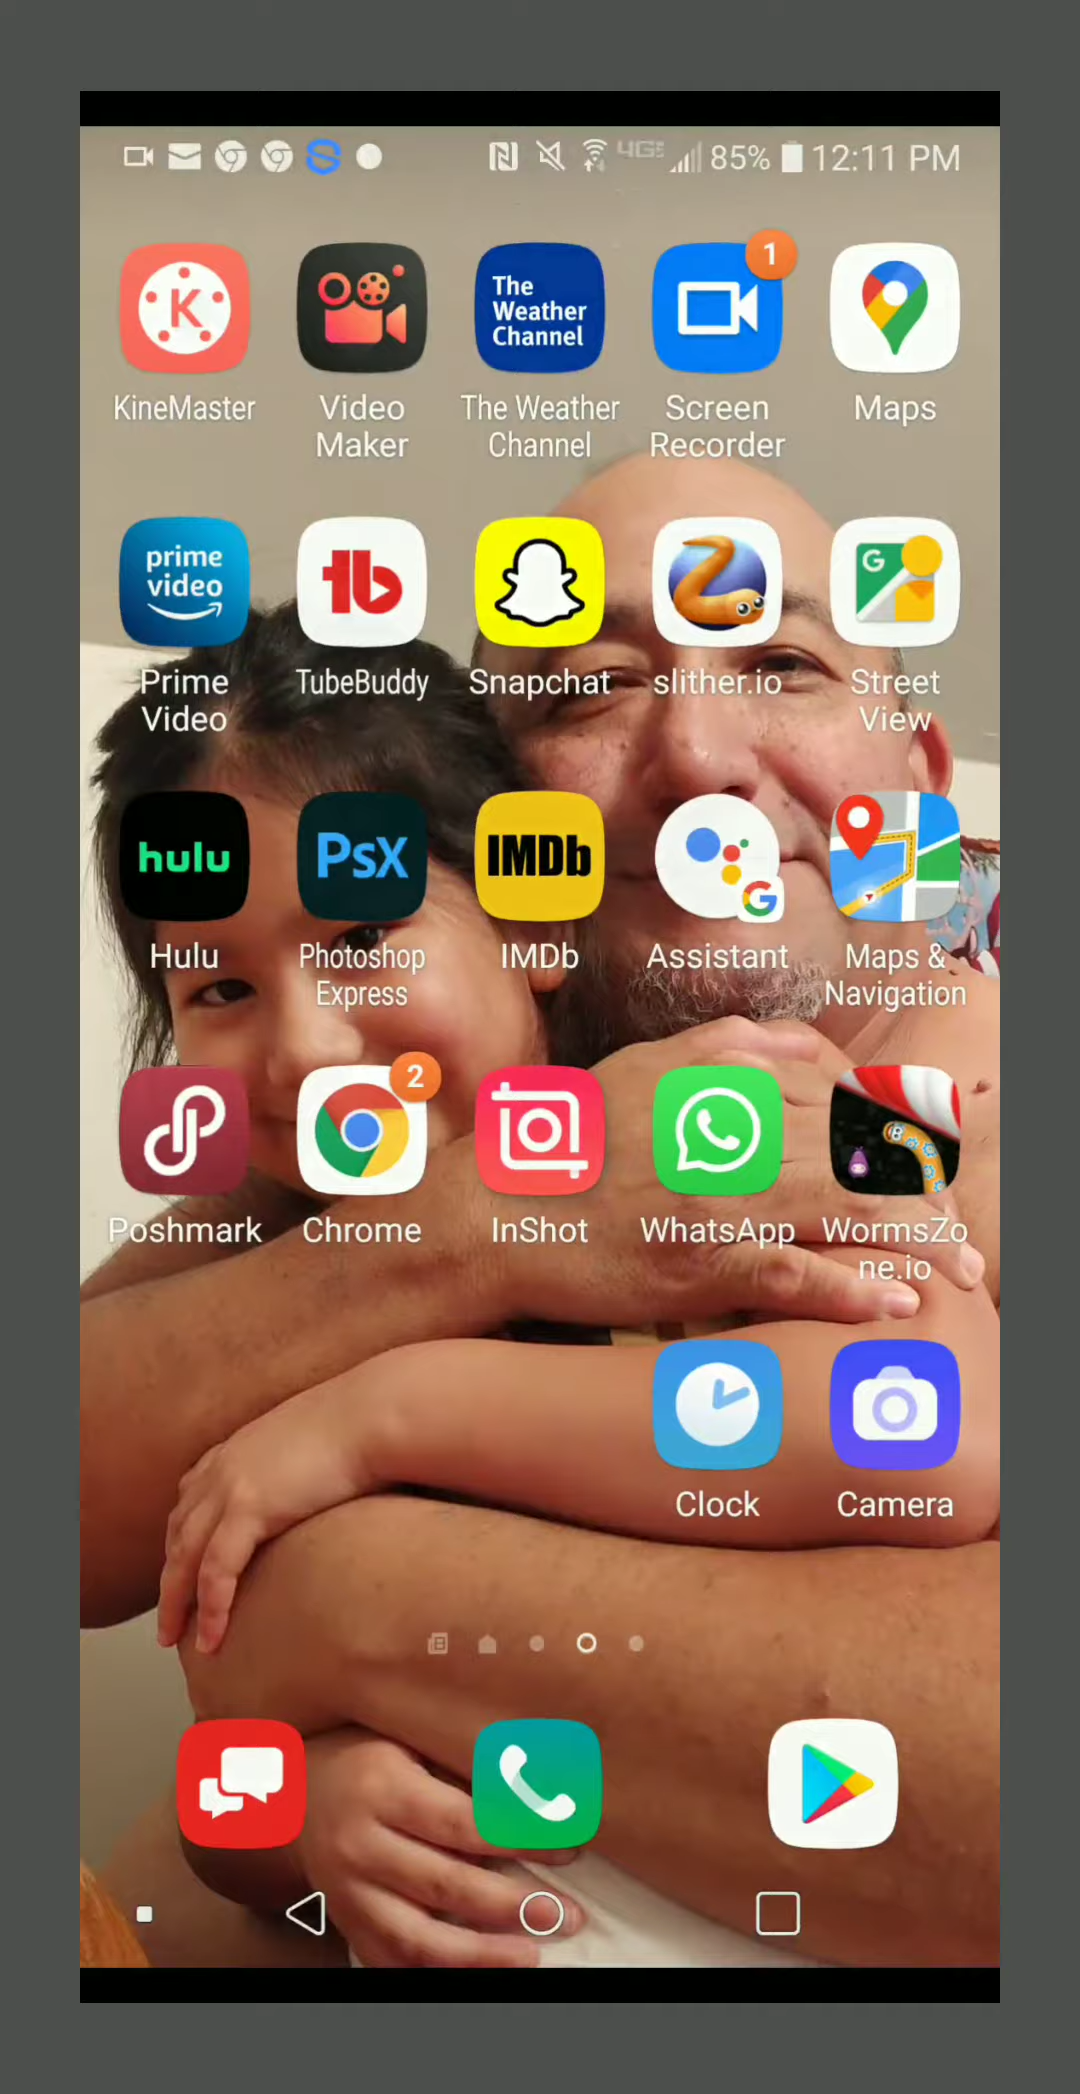 4G 85% 12:11 PM
The
Weather
Channel
1
K
KineMaster
Video
Maker
The Weather
Channel
Screen
Recorder
Maps
prime
video
tb
G
Prime
Video
TubeBuddy
Snapchat
slither.io
Street
View
hulu
PsX
IMDb
G
Hulu
Photoshop
Express
IMDb
Assistant
Maps &
Navigation
2
Poshmark
Chrome
InShot
WhatsApp
WormsZo
ne.io
Clock
Camera